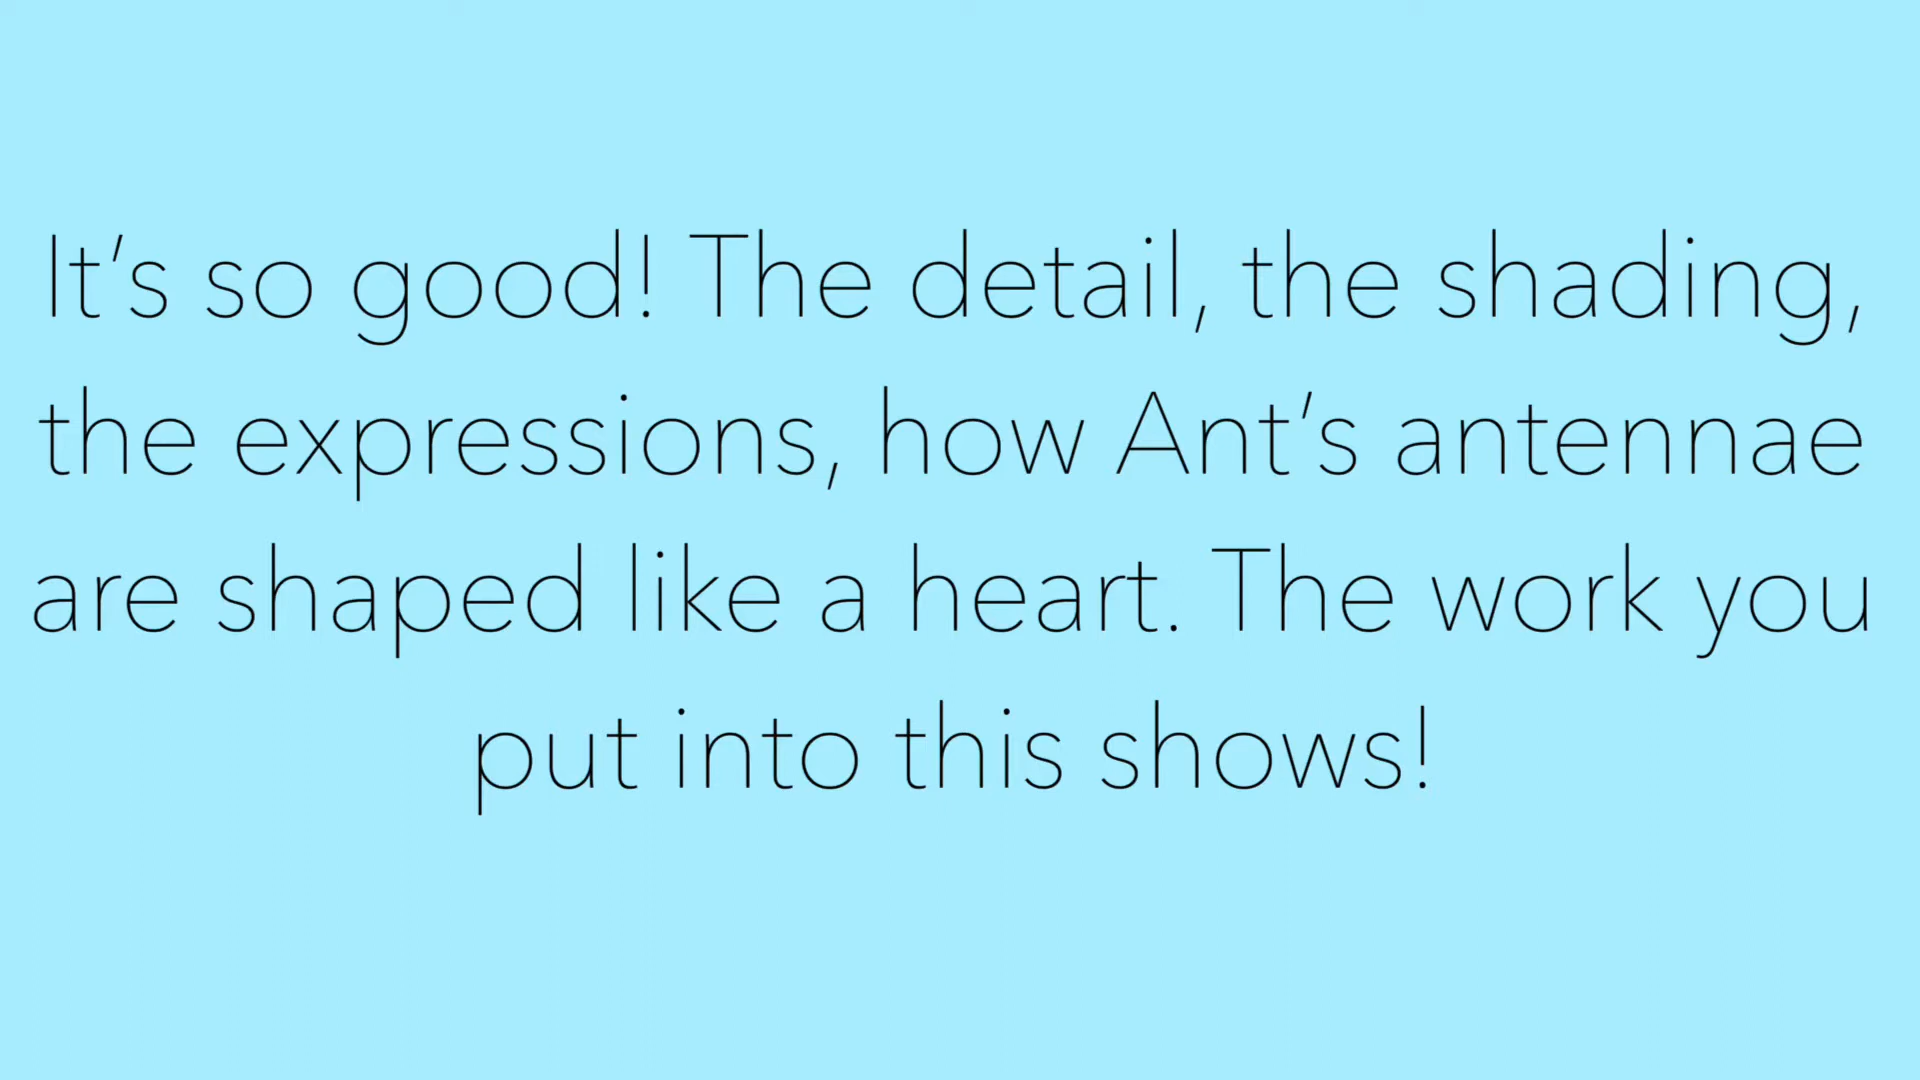 It’s so good! The detail, the shading,
the expressions, how Ant’s antennae
are shaped like a heart. The work you
put into this shows!